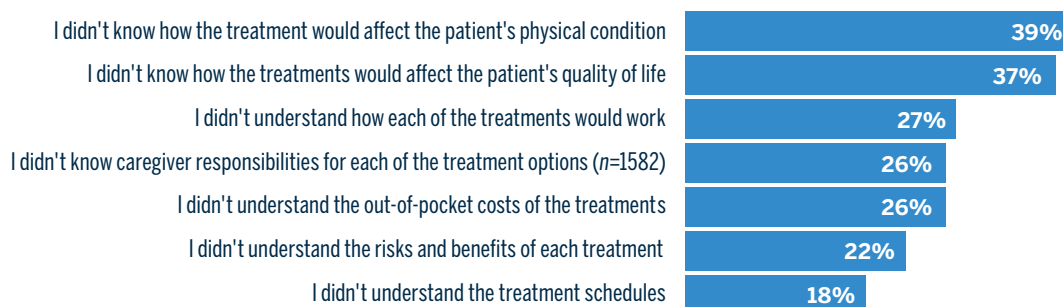 I didn't know how the treatment would affect the patient's physical condition 39%
I didn't know how the treatments would affect the patient's quality of life 37%
I didn't understand how each of the treatments would work 27%
I didn't know caregiver responsibilities for each of the treatment options (n=1582) 26%
I didn't understand the out-of-pocket costs of the treatments 26%
I didn't understand the risks and benefits of each treatment 22%
I didn't understand the treatment schedules 18%